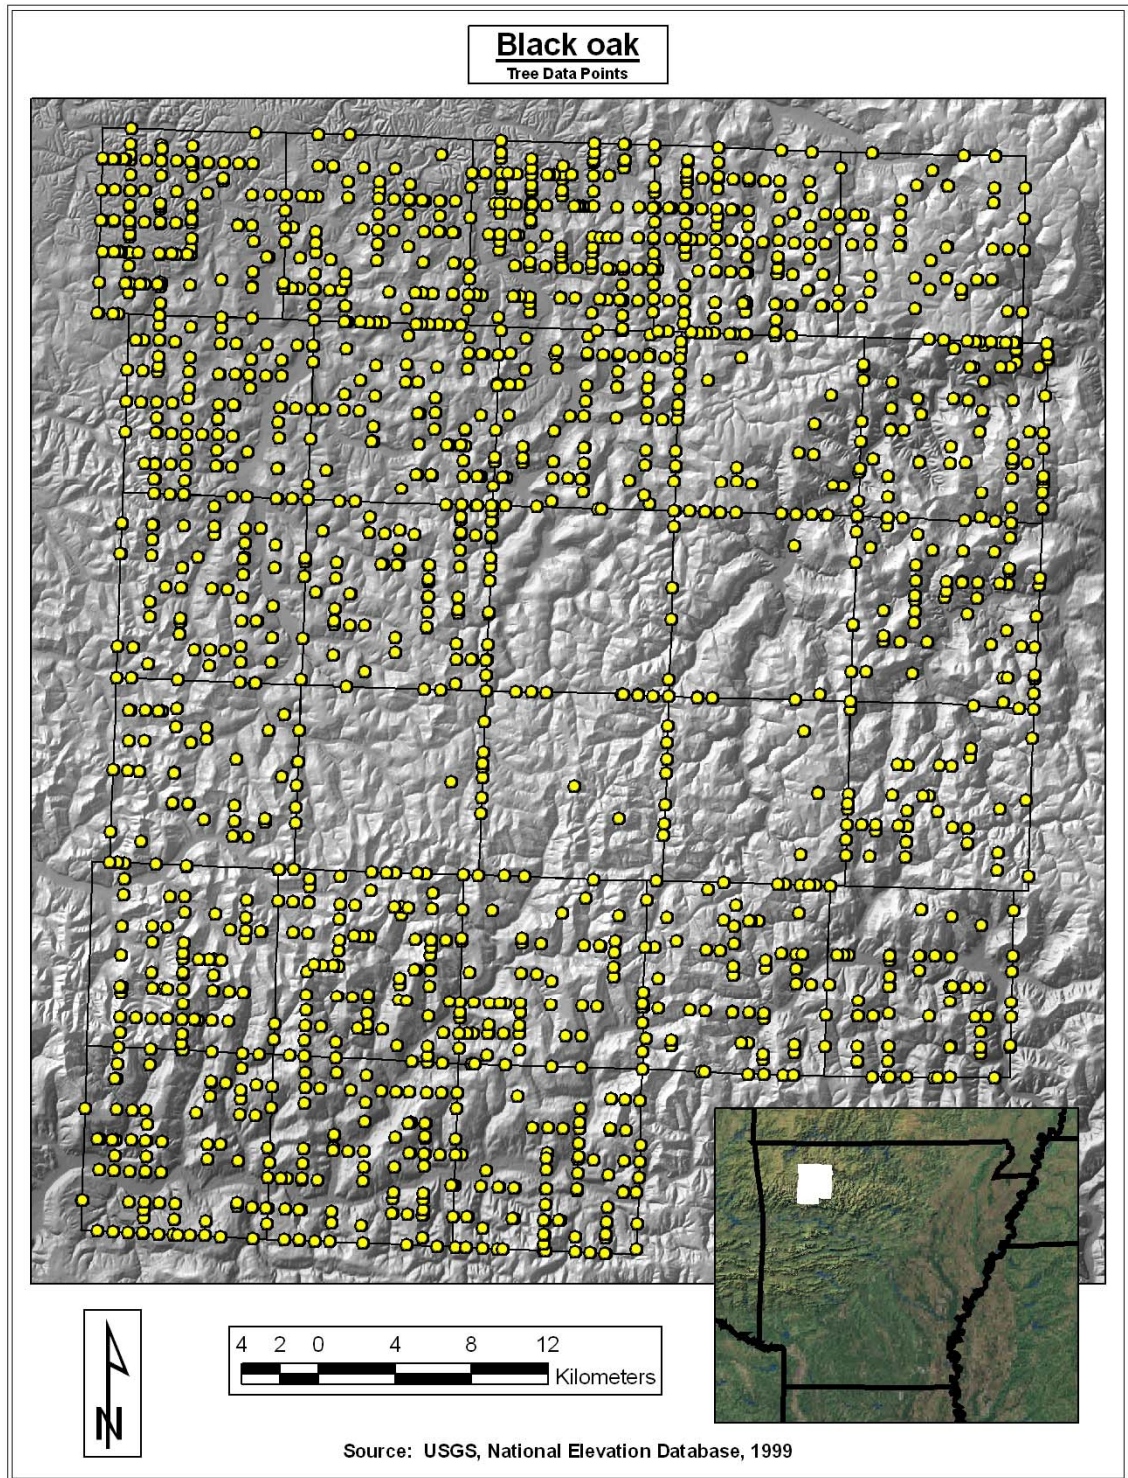 Black oak
Tree Data Points
4 2 0 4 8 12
Kilometers
N
Source: USGS, National Elevation Database, 1999